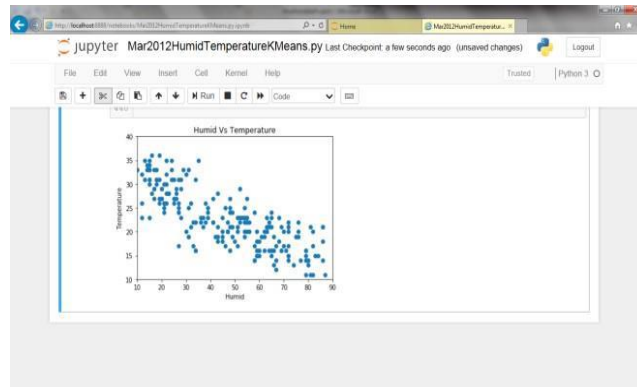 Home
Mar2012HumidTemperatur...
jupyter Mar2012HumidTemperatureKMeans.py Last Checkpoint: a few seconds ago (unsaved changes)
Logout
File Edit View Insert Cell Kernel Help
Trusted
Python 3
Run
Code
Humid Vs Temperature
40
35
30
25
20
15
10
Temperature
10 20 30 40 50 60 70 80 90
Humid